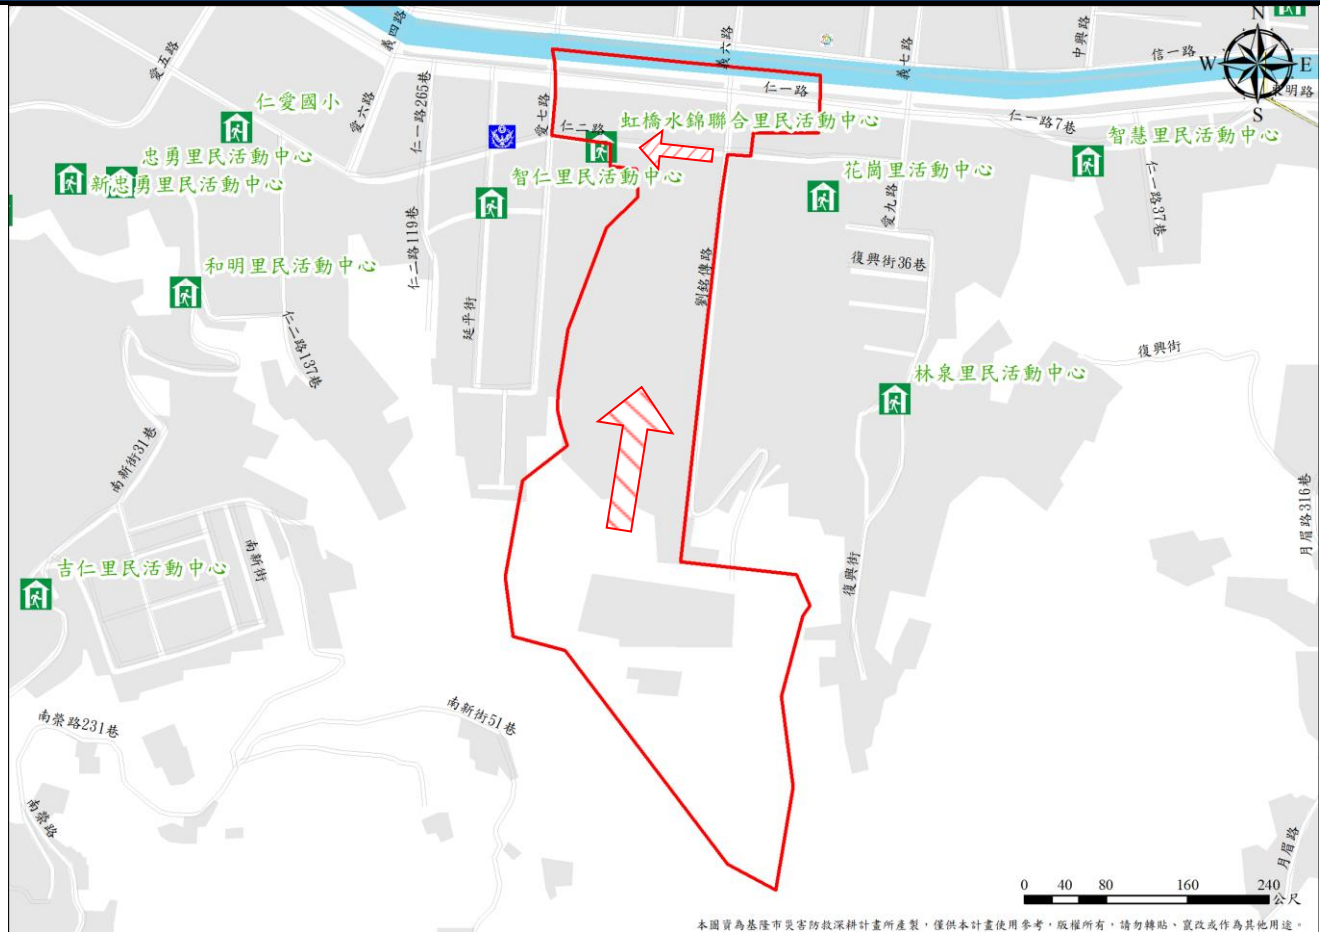 N
W
E
S
愛四路
義四路
愛五路
愛六路
仁一路265巷
愛七路
義六路
義七路
中興路
信一路
東明路
仁一路
仁一路7巷
仁愛國小
仁二路
虹橋水錦聯合里民活動中心
智慧里民活動中心
忠勇里民活動中心
新忠勇里民活動中心
智仁里民活動中心
花崗里活動中心
愛九路
仁一路37巷
仁二路119巷
和明里民活動中心
復興街36巷
劉銘傳路
延平街
仁二路137巷
復興街
林泉里民活動中心
南新街31巷
月眉路316巷
吉仁里民活動中心
南新街
復興街
南榮路231巷
南新街51巷
南榮路
月眉路
0 40 80 160 240
公尺
本圖資為基隆市災害防救深耕計畫所產製，僅供本計畫使用參考，版權所有，請勿轉貼、竄改或作為其他用途。